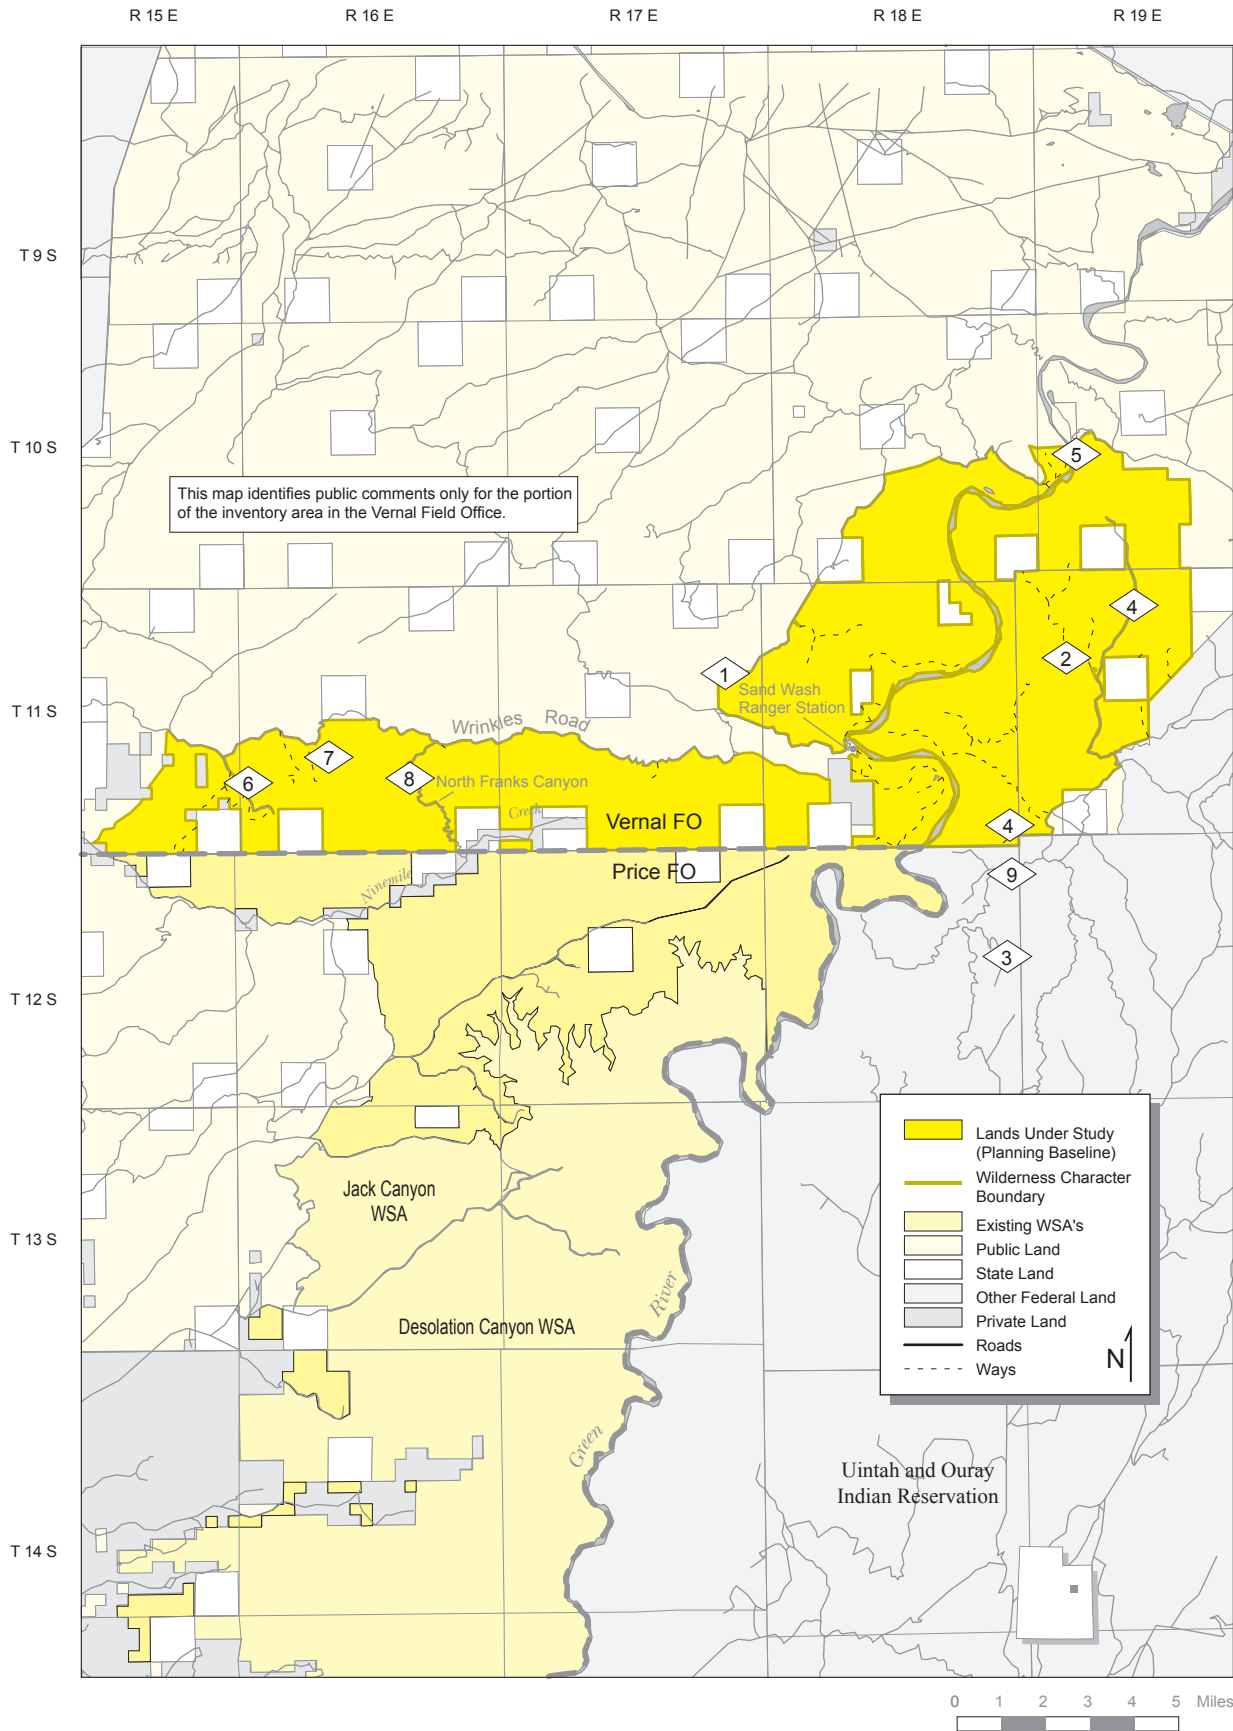 R 15 E
R 16 E
R 17 E
R 18 E
R 19 E
T 9 S
T 10 S
This map identifies public comments only for the portion
of the inventory area in the Vernal Field Office.
5
4
2
1
Sand Wash
Ranger Station
T 11 S
Wrinkles Road
7
8
6
North Franks Canyon
Creek
Vernal FO
4
Price FO
9
Ninemile
3
T 12 S
Lands Under Study
(Planning Baseline)
Wilderness Character
Boundary
Existing WSA's
Public Land
State Land
Other Federal Land
Private Land
Roads
Ways
N
Jack Canyon
WSA
T 13 S
River
Desolation Canyon WSA
Green
Uintah and Ouray
Indian Reservation
T 14 S
0 1 2 3 4 5 Miles